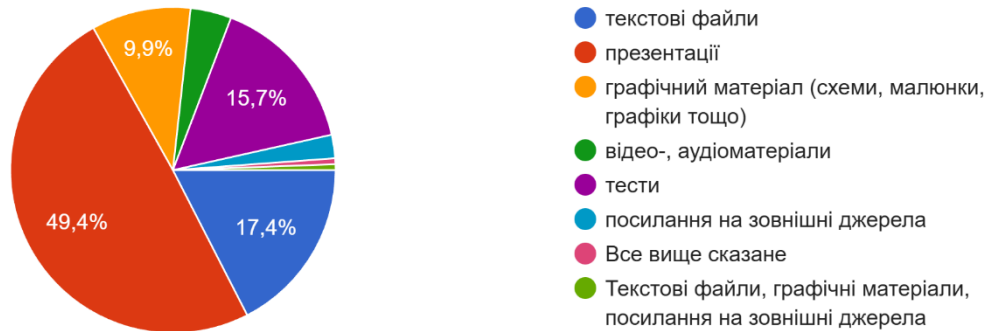 9,9%
15,7%
49,4%
17,4%
текстові файли
презентації
графічний матеріал (схеми, малюнки,
графіки тощо)
відео-, аудіоматеріали
тести
посилання на зовнішні джерела
Все вище сказане
Текстові файли, графічні матеріали,
посилання на зовнішні джерела